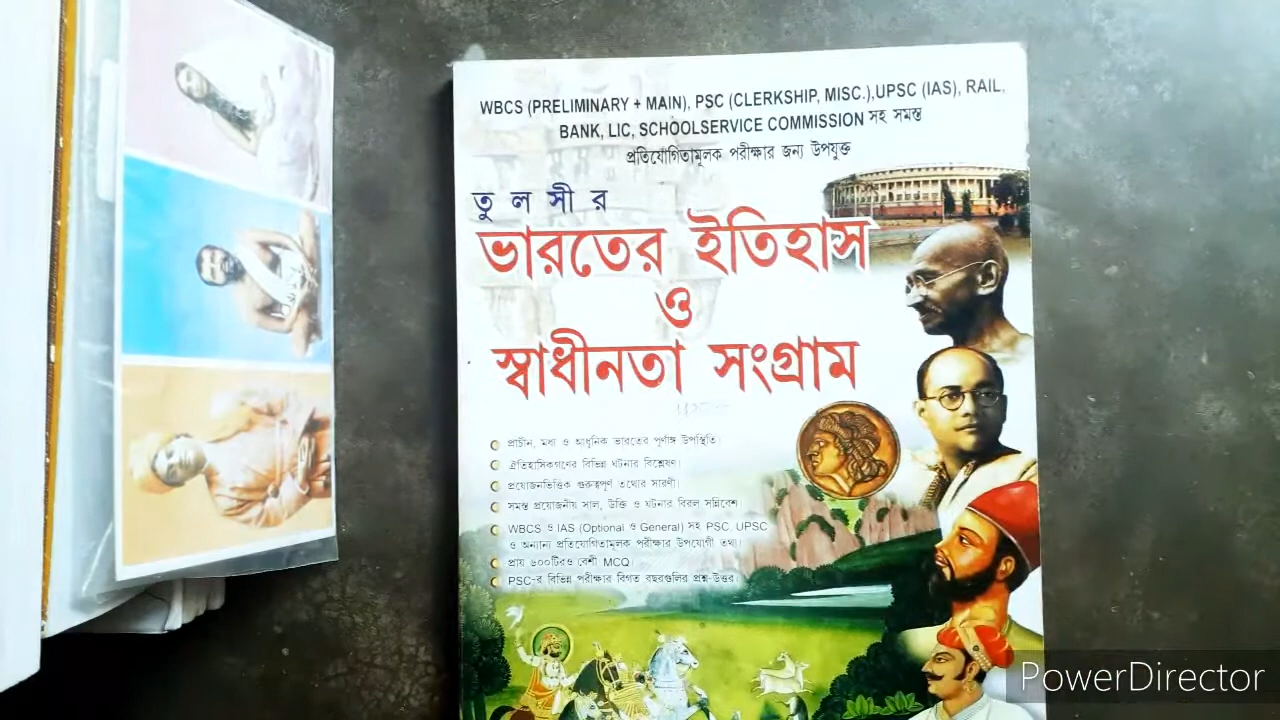 WBCS (PRELIMINARY + MAIN), PSC (CLERKSHIP, MISC.),UPSC (IAS), RAIL,
BANK, LIC, SCHOOLSERVICE COMMISSION সহ সমস্ত
প্রতিযোগিতামূলক পরীক্ষার জন্য উপযুক্ত
তুলসীর
ভারতের ইতিহাস
ও
স্বাধীনতা সংগ্রাম
প্রাচীন, মধ্য ও আধুনিক ভারতের পূর্ণাঙ্গ উপস্থিতি।
ঐতিহাসিকগণের বিভিন্ন ঘটনার বিশ্লেষণ।
প্রয়োজনভিত্তিক গুরুত্বপূর্ণ তথ্যের সারণী।
সমস্ত প্রয়োজনীয় সাল, উক্তি ও ঘটনার বিরল সন্নিবেশ
WBCS ও IAS (Optional ও General) সহ PSC, UPSC
ও অন্যান্য প্রতিযোগিতামূলক পরীক্ষার উপযোগী তথ্য।
প্রায় ৬০০টিরও বেশী MCQ।
PSC-র বিভিন্ন পরীক্ষার বিগত বছরগুলির প্রশ্ন-উত্তর।
PowerDirector